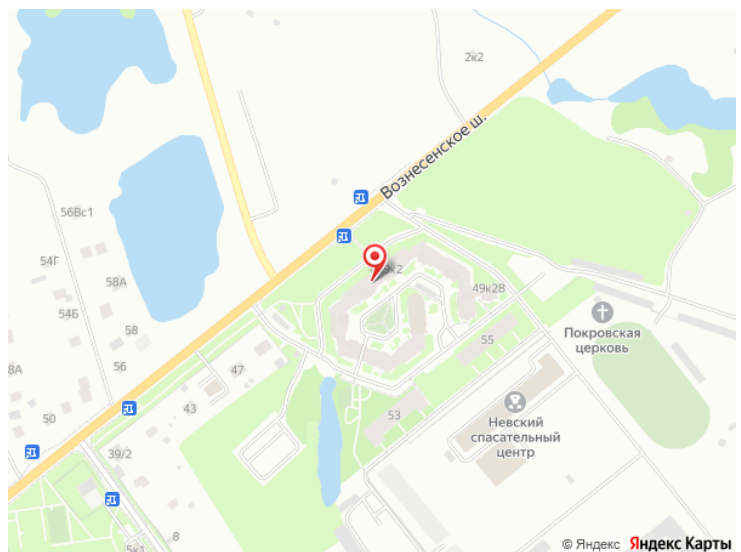 2к2
Вознесенское ш.
56Вс1
54Г
58А
54Б
58
56
58А
50
47
43
39/2
8
5к1
49к2В
55
53
Покровская
церковь
Невский
спасательный
центр
© Яндекс Яндекс Карты